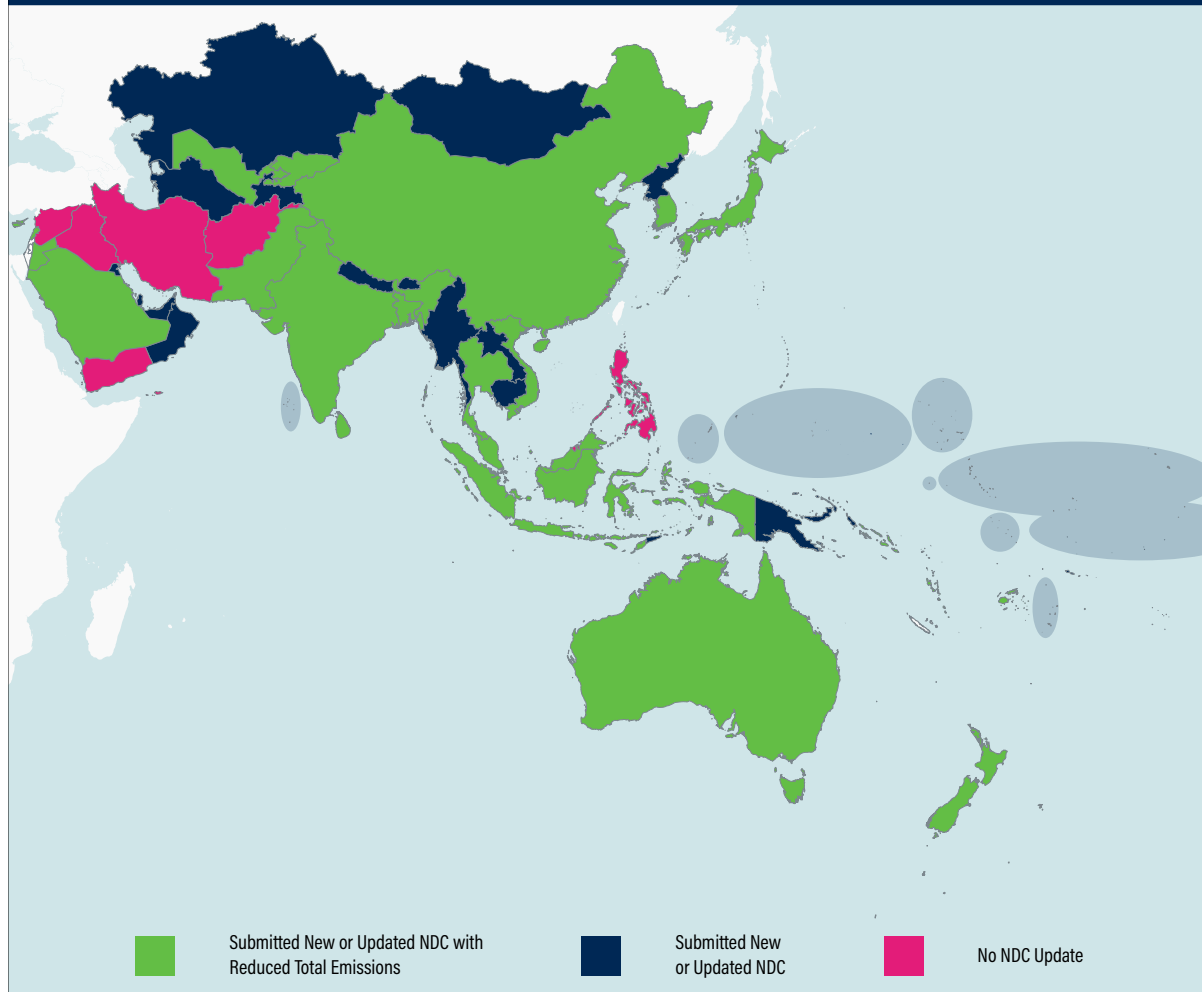 Submitted New or Updated NDC with
Reduced Total Emissions
Submitted New
or Updated NDC
No NDC Update